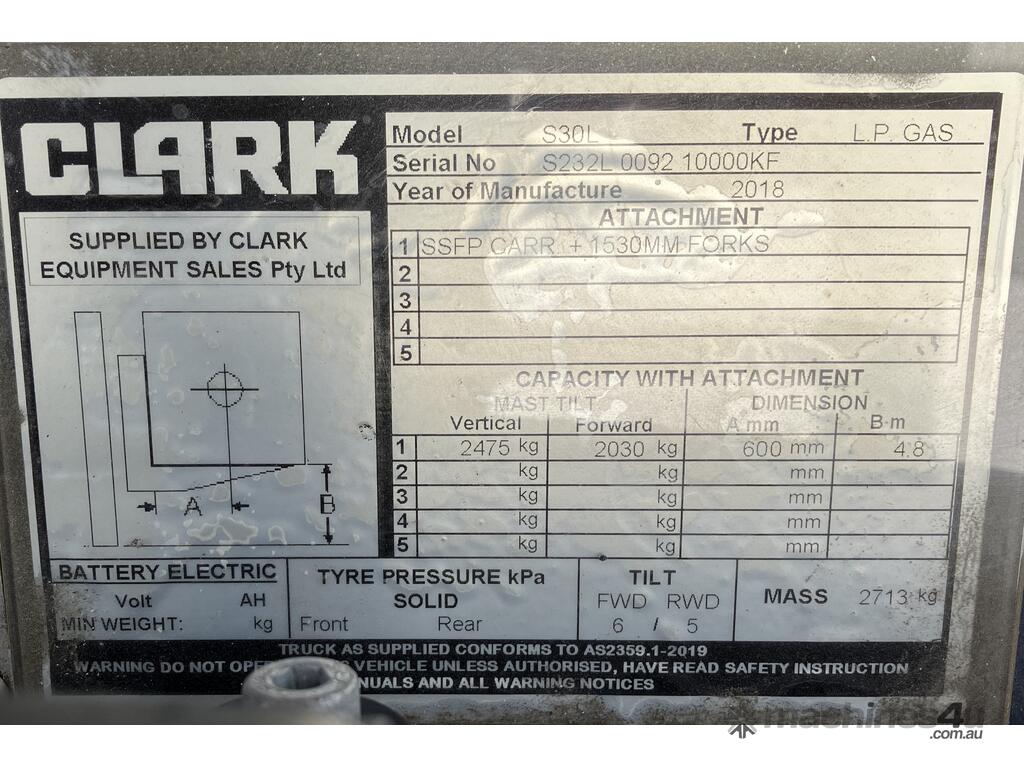 CLARK
SUPPLIED BY CLARK
EQUIPMENT SALES Pty Ltd
A
B
Model S30L Type L.P. GAS
Serial No S232L 0092 10000KF
Year of Manufacture 2018
ATTACHMENT
1 SSFP CARR + 1530MM FORKS
2
3
4
5
CAPACITY WITH ATTACHMENT
MAST TILT DIMENSION
Vertical Forward A mm B m
1 2475 kg 2030 kg 600 mm 4.8
2 kg kg mm
3 kg kg mm
4 kg kg mm
5 kg kg mm
BATTERY ELECTRIC
Volt AH
MIN WEIGHT: kg
TYRE PRESSURE kPa
SOLID
Front Rear
TILT
FWD RWD
6 / 5
MASS 2713 kg
TRUCK AS SUPPLIED CONFORMS TO AS2359.1-2019
WARNING DO NOT VEHICLE UNLESS AUTHORISED, HAVE READ SAFETY INSTRUCTION
AND ALL WARNING NOTICES
machines4u
.com.au